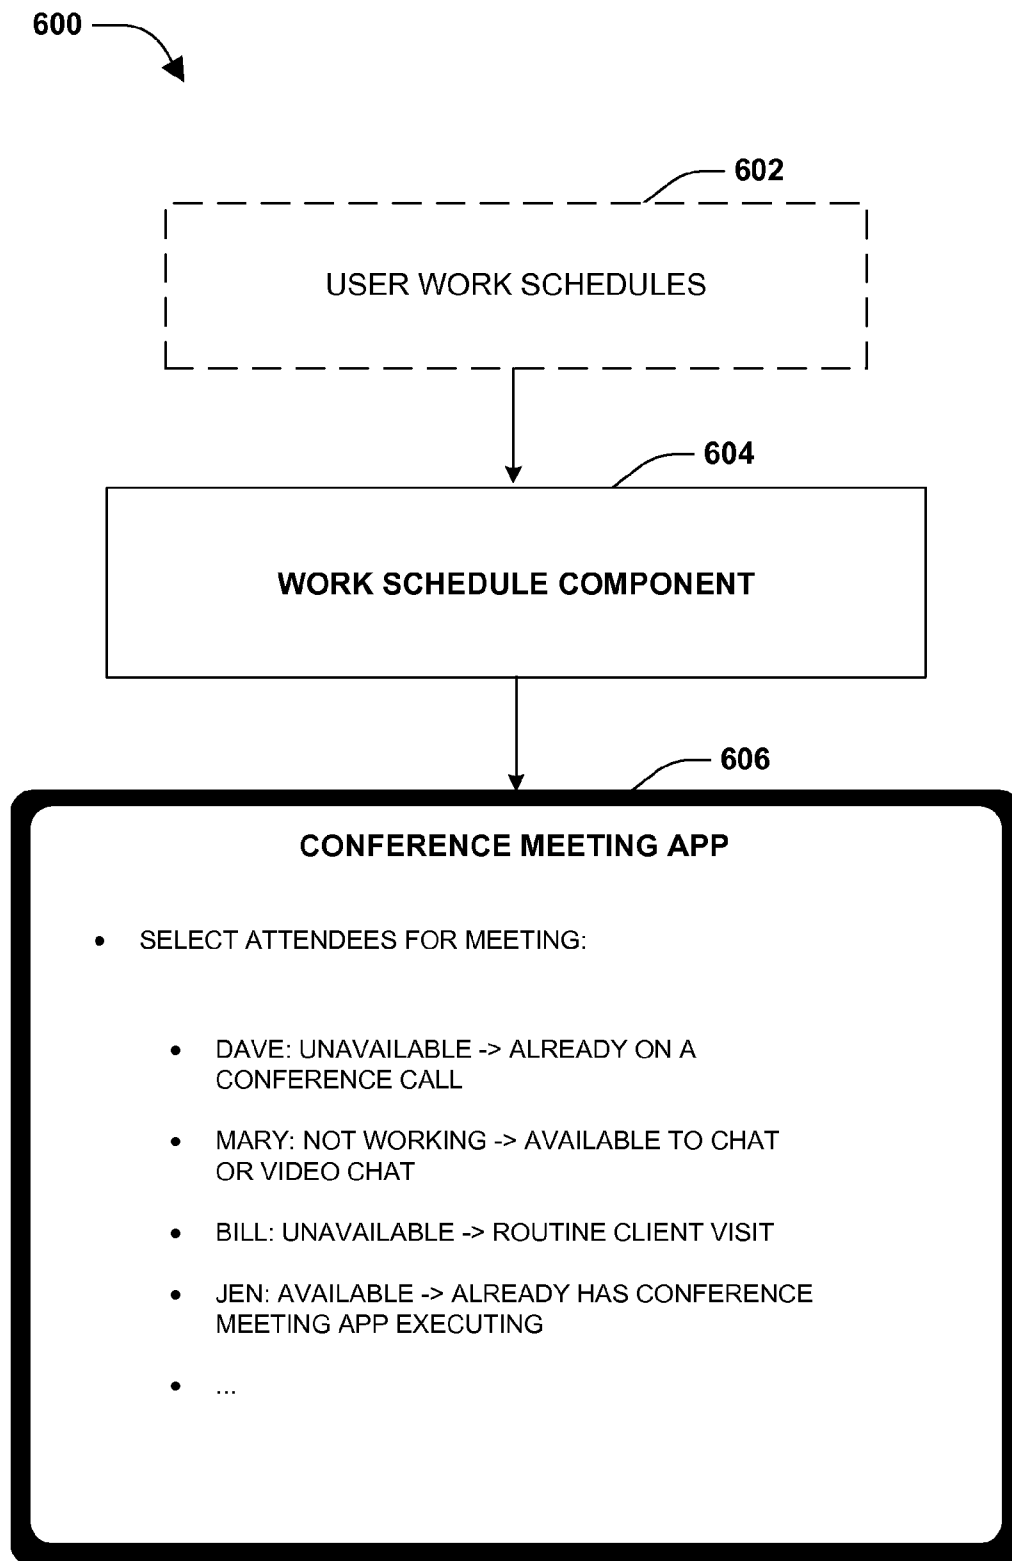 600
602
USER WORK SCHEDULES
604
WORK SCHEDULE COMPONENT
606
CONFERENCE MEETING APP
• SELECT ATTENDEES FOR MEETING:
• DAVE: UNAVAILABLE -> ALREADY ON A
CONFERENCE CALL
• MARY: NOT WORKING -> AVAILABLE TO CHAT
OR VIDEO CHAT
• BILL: UNAVAILABLE -> ROUTINE CLIENT VISIT
• JEN: AVAILABLE -> ALREADY HAS CONFERENCE
MEETING APP EXECUTING
• ...